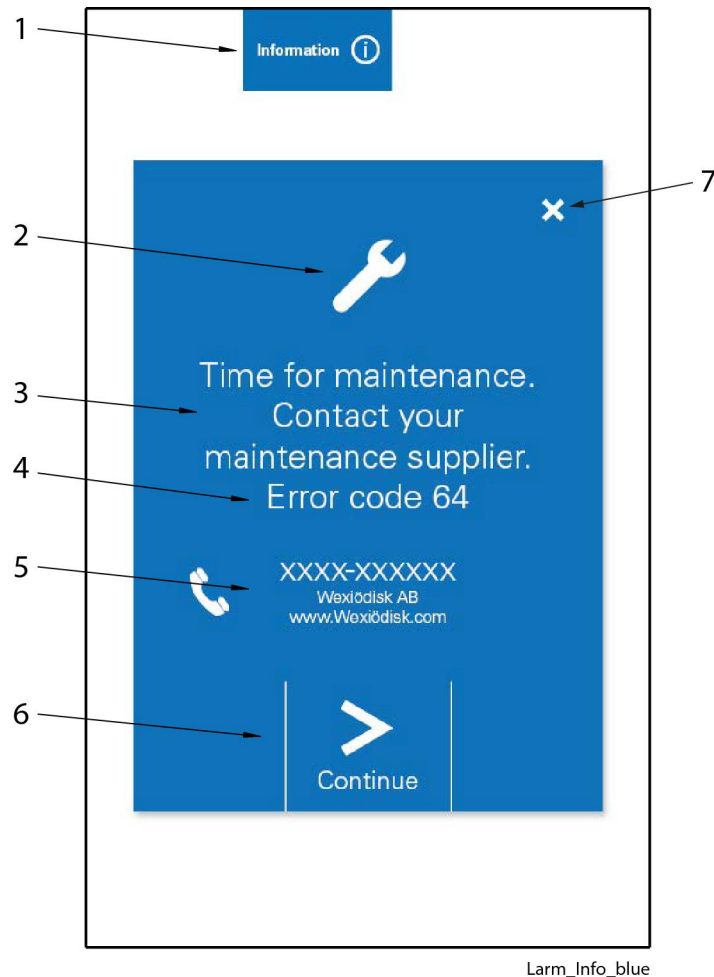 1
Information i
7
2
Time for maintenance.
3
Contact your
maintenance supplier.
4
Error code 64
5
XXXX-XXXXXX
Wexiödisk AB
www.Wexiödisk.com
6
Continue
Larm_Info_blue